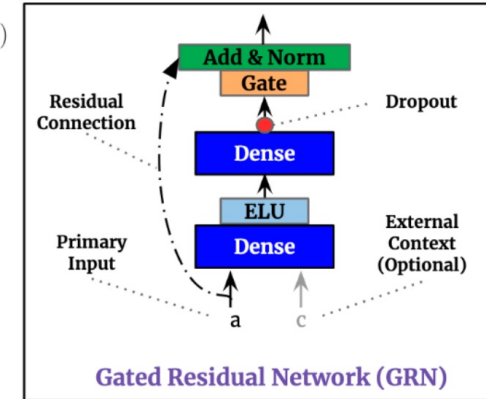 )
Add & Norm
Gate
Residual
Connection
Dropout
Dense
ELU
External
Context
(Optional)
Primary
Input
Dense
a
c
Gated Residual Network (GRN)